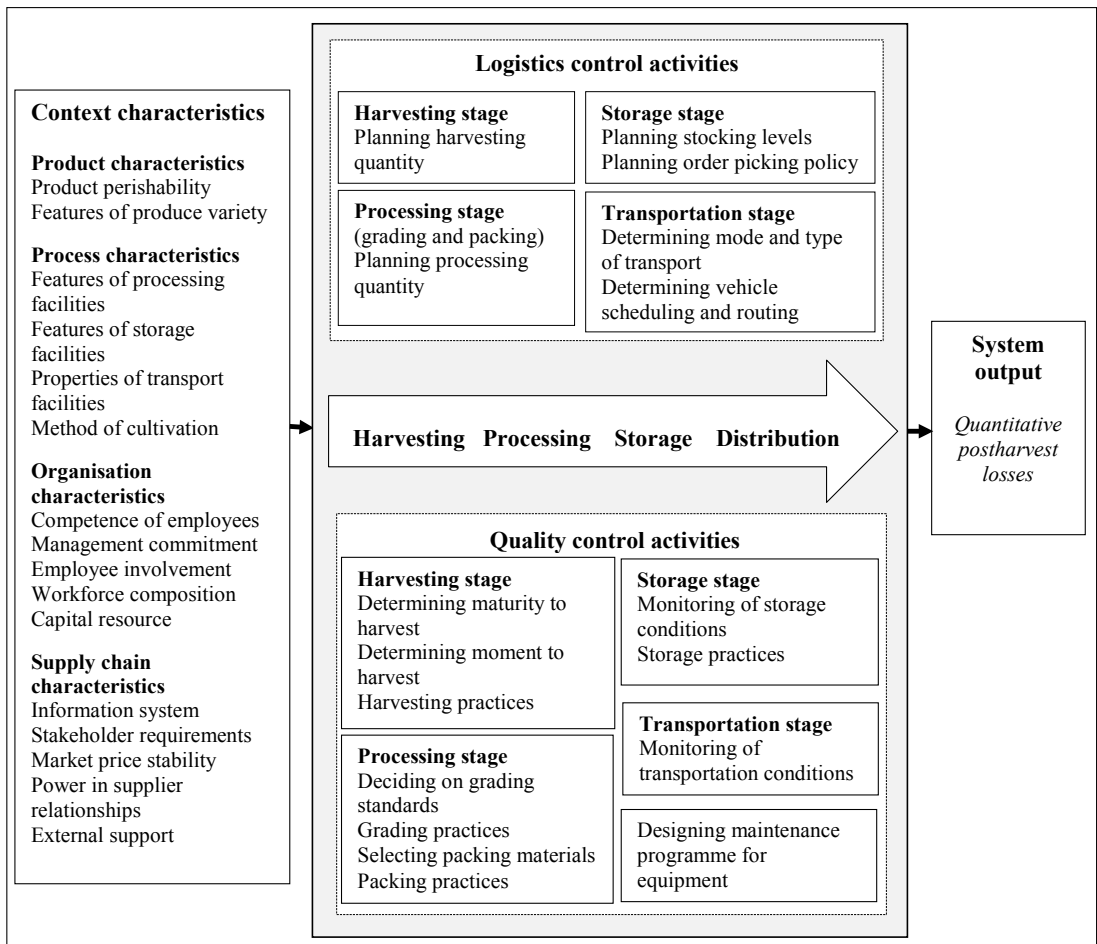 Context characteristics
Product characteristics
Product perishability
Features of produce variety
Process characteristics
Features of processing
facilities
Features of storage
facilities
Properties of transport
facilities
Method of cultivation
Organisation
characteristics
Competence of employees
Management commitment
Employee involvement
Workforce composition
Capital resource
Supply chain
characteristics
Information system
Stakeholder requirements
Market price stability
Power in supplier
relationships
External support
Logistics control activities
Harvesting stage
Planning harvesting
quantity
Storage stage
Planning stocking levels
Planning order picking policy
Processing stage
(grading and packing)
Planning processing
quantity
Transportation stage
Determining mode and type
of transport
Determining vehicle
scheduling and routing
Harvesting Processing Storage Distribution
Quality control activities
Harvesting stage
Determining maturity to
harvest
Determining moment to
harvest
Harvesting practices
Storage stage
Monitoring of storage
conditions
Storage practices
Processing stage
Deciding on grading
standards
Grading practices
Selecting packing materials
Packing practices
Transportation stage
Monitoring of
transportation conditions
Designing maintenance
programme for
equipment
System
output
Quantitative
postharvest
losses